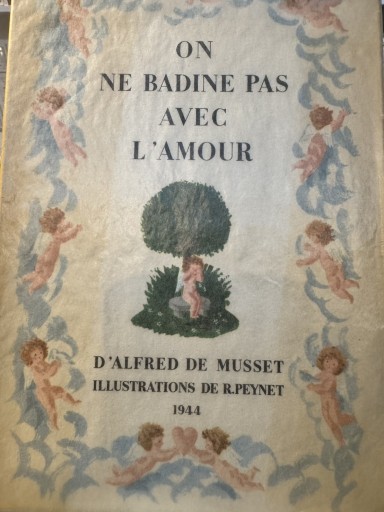 ON
NE BADINE PAS
AVEC
L'AMOUR
D'ALFRED DE MUSSET
ILLUSTRATIONS DE R.PEYNET
1944